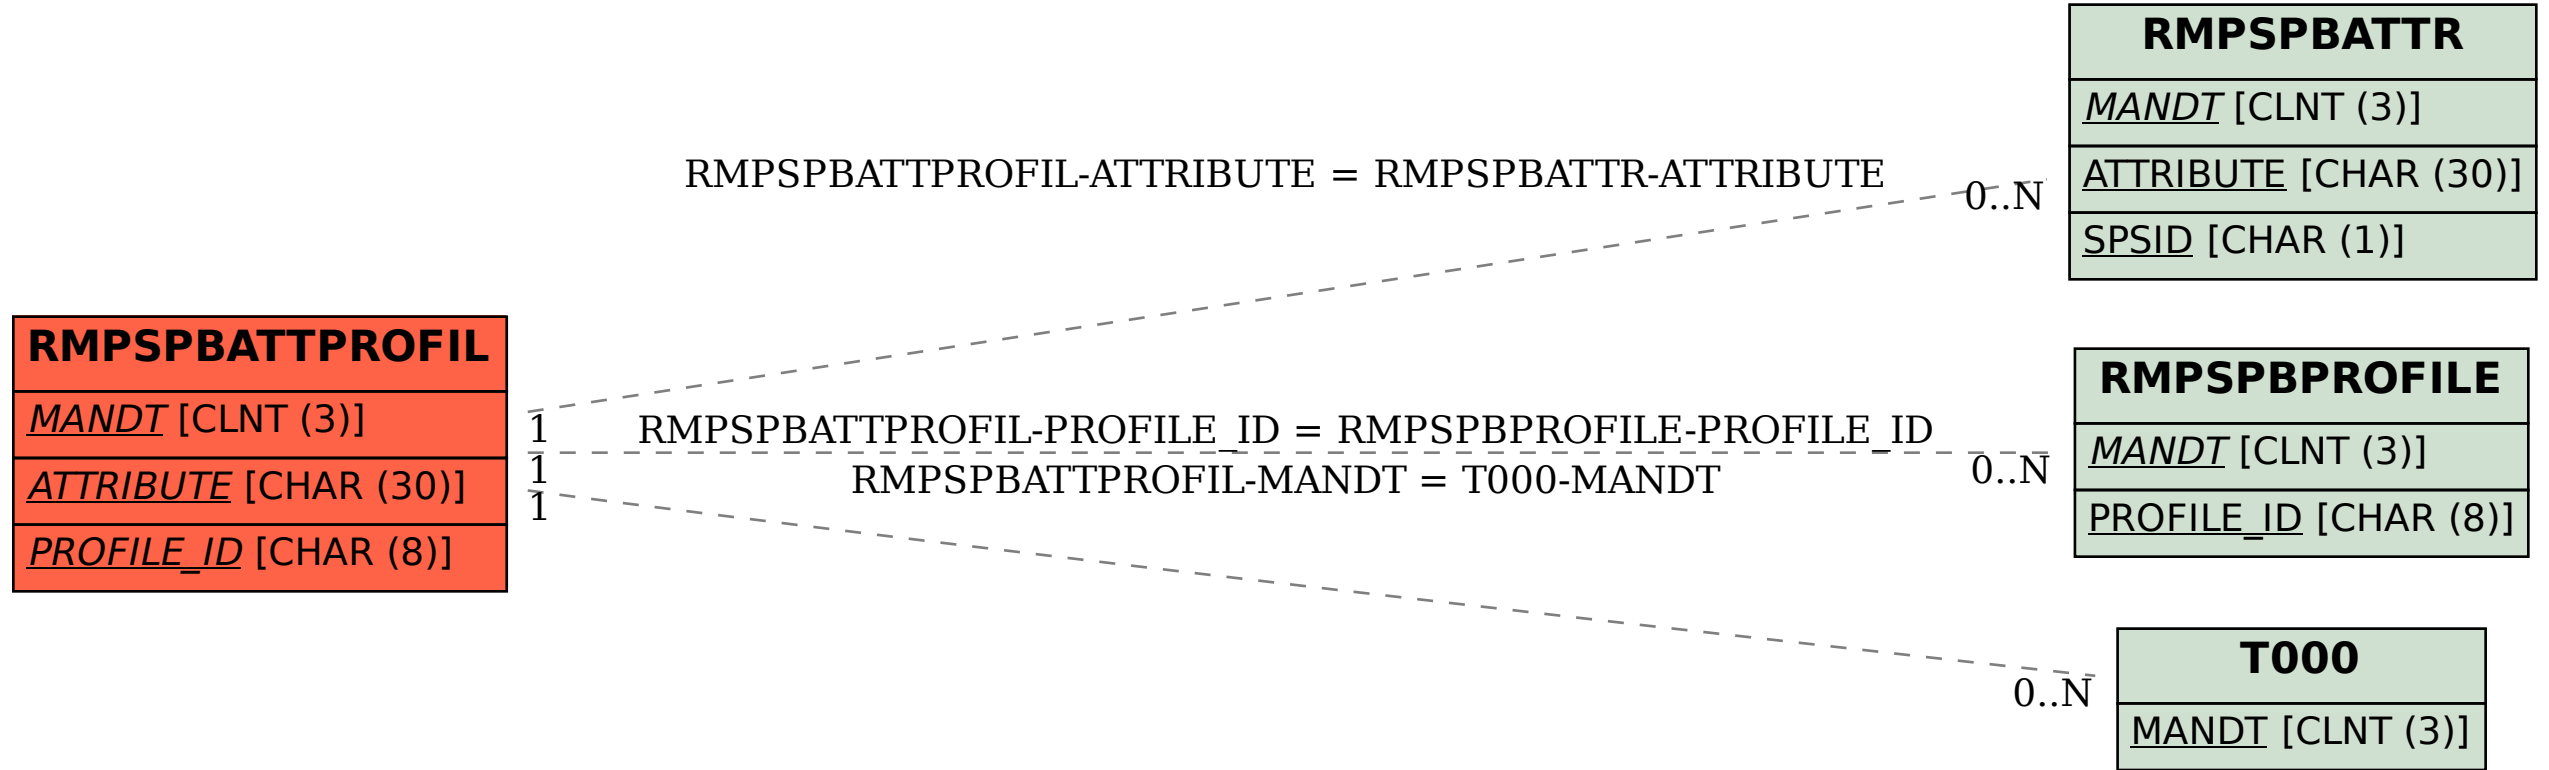 RMPSPBATTR
MANDT [CLNT (3)]
ATTRIBUTE [CHAR (30)]
SPSID [CHAR (1)]
RMPSPBATTPROFIL-ATTRIBUTE = RMPSPBATTR-ATTRIBUTE
0..N
RMPSPBATTPROFIL
MANDT [CLNT (3)]
ATTRIBUTE [CHAR (30)]
PROFILE_ID [CHAR (8)]
1
1
1
RMPSPBATTPROFIL-PROFILE_ID = RMPSPBPROFILE-PROFILE_ID
0..N
RMPSPBATTPROFIL-MANDT = T000-MANDT
RMPSPBPROFILE
MANDT [CLNT (3)]
PROFILE_ID [CHAR (8)]
0..N
T000
MANDT [CLNT (3)]